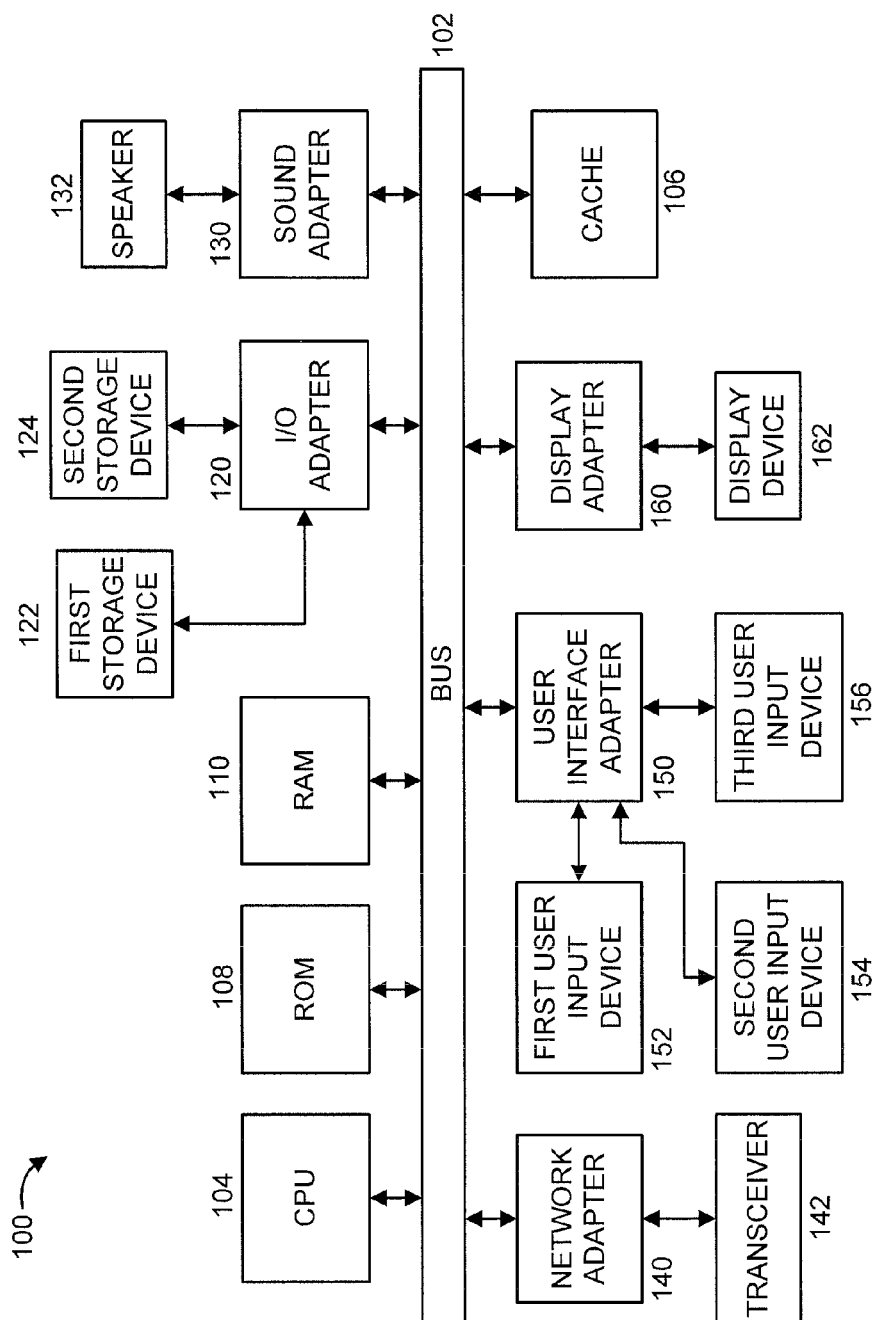 100
104
CPU
108
ROM
110
RAM
122
FIRST
STORAGE
DEVICE
124
SECOND
STORAGE
DEVICE
120
I/O
ADAPTER
132
SPEAKER
130
SOUND
ADAPTER
BUS
102
NETWORK
ADAPTER
140
TRANSCEIVER
142
FIRST USER
INPUT
DEVICE
152
SECOND
USER INPUT
DEVICE
154
USER
INTERFACE
ADAPTER
150
THIRD USER
INPUT
DEVICE
156
DISPLAY
ADAPTER
160
DISPLAY
DEVICE
162
CACHE
106